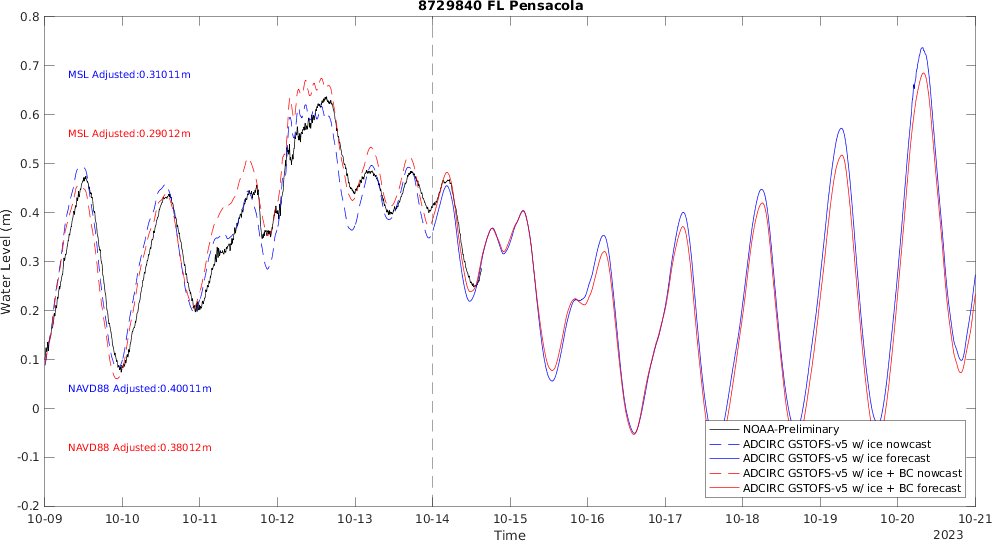 8729840 FL Pensacola
0.8
0.7
0.6
0.5
0.4
0.3
0.2
0.1
0
-0.1
-0.2
Water Level (m)
MSL Adjusted:0.31011m
MSL Adjusted:0.29012m
NAVD88 Adjusted:0.40011m
NAVD88 Adjusted:0.38012m
NOAA-Preliminary
ADCIRC GSTOFS-v5 w/ ice nowcast
ADCIRC GSTOFS-v5 w/ ice forecast
ADCIRC GSTOFS-v5 w/ ice + BC nowcast
ADCIRC GSTOFS-v5 w/ ice + BC forecast
10-09 10-10 10-11 10-12 10-13 10-14 10-15 10-16 10-17 10-18 10-19 10-20 10-21
Time
2023